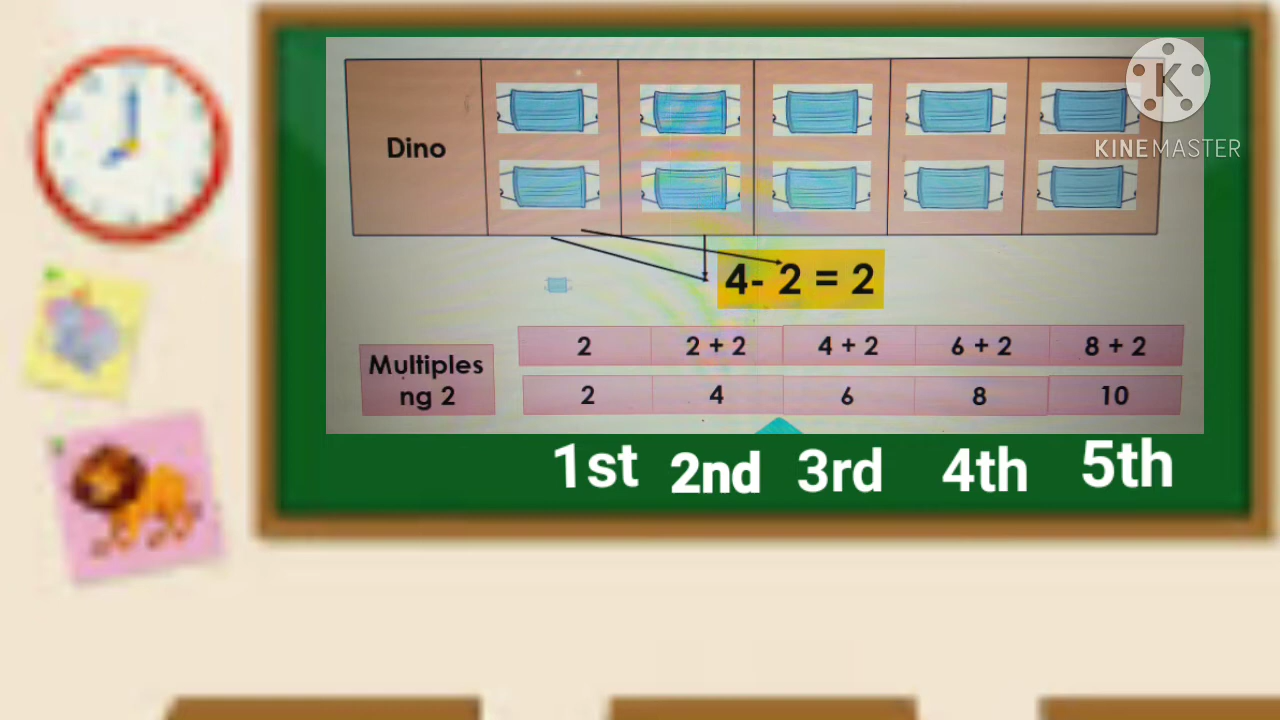 KINEMASTER
Dino
4- 2 = 2
2 2 + 2 4 + 2 6 + 2 8 + 2
Multiples
ng 2
2 4 6 8 10
1st 2nd 3rd 4th 5th